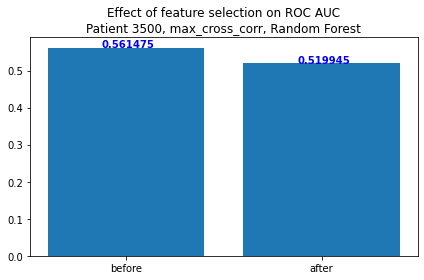 Effect of feature selection on ROC AUC
Patient 3500, max_cross_corr, Random Forest
0.561475
0.519945
0.5
0.4
0.3
0.2
0.1
0.0
before
after